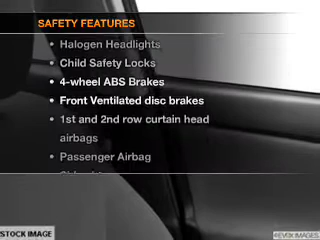 SAFETY FEATURES
• Halogen Headlights
• Child Safety Locks
• 4-wheel ABS Brakes
• Front Ventilated disc brakes
• 1st and 2nd row curtain head
airbags
• Passenger Airbag
STOCK IMAGE
©EVOXIMAGES.